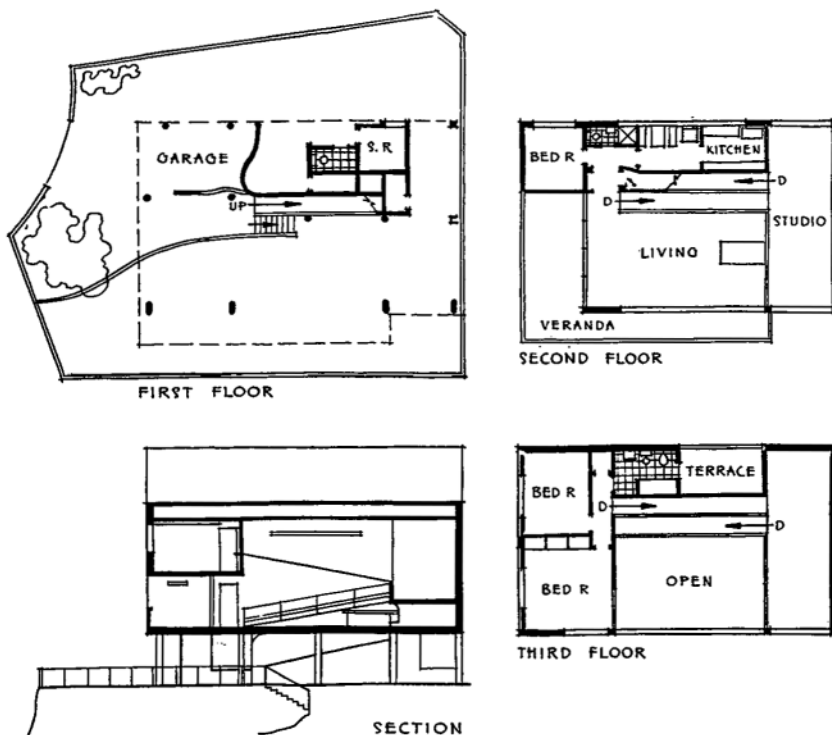 GARAGE
S.R
UP
FIRST FLOOR
BED R
KITCHEN
D
D
STUDIO
LIVING
VERANDA
SECOND FLOOR
SECTION
BED R
TERRACE
D
D
BED R
OPEN
THIRD FLOOR